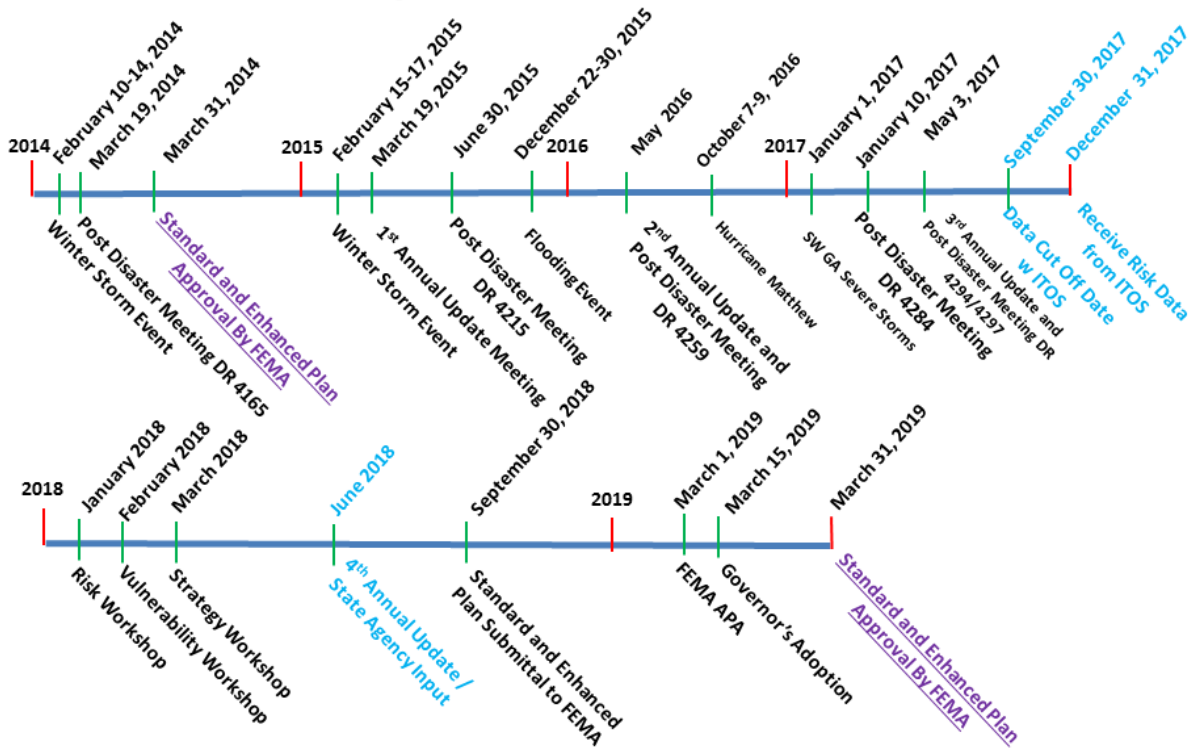 2014
February 10-14, 2014
March 19, 2014
March 31, 2014
2015
February 15-17, 2015
March 19, 2015
June 30, 2015
December 22-30, 2015
2016
May 2016
October 7-9, 2016
2017
January 1, 2017
January 10, 2017
May 3, 2017
September 30, 2017
December 31, 2017
Winter Storm Event
Post Disaster Meeting DR 4165
Standard and Enhanced Plan
Approval By FEMA
Winter Storm Event
1st Annual Update Meeting
Post Disaster Meeting
DR 4215
Flooding Event
2nd Annual Update and
Post Disaster Meeting
DR 4259
Hurricane Matthew
SW GA Severe Storms
Post Disaster Meeting
DR 4284
3rd Annual Update and
Post Disaster Meeting DR
4294/4297
Data Cut Off Date
w ITOS
Receive Risk Data
from ITOS
2018
January 2018
February 2018
March 2018
June 2018
September 30, 2018
2019
March 1, 2019
March 15, 2019
March 31, 2019
Risk Workshop
Vulnerability Workshop
Strategy Workshop
4th Annual Update /
State Agency Input
Standard and Enhanced
Plan Submittal to FEMA
FEMA APA
Governor's Adoption
Standard and Enhanced Plan
Approval By FEMA